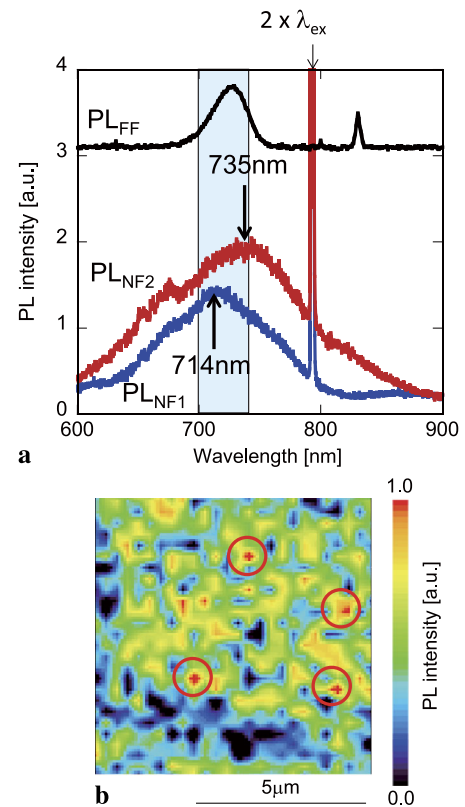 2 x λex
4
PLFF
3
735nm
PL intensity [a.u.]
2
PLNF2
1
714nm
PLNF1
0
600 700 800 900
a Wavelength [nm]
1.0
PL intensity [a.u.]
b 5μm 0.0